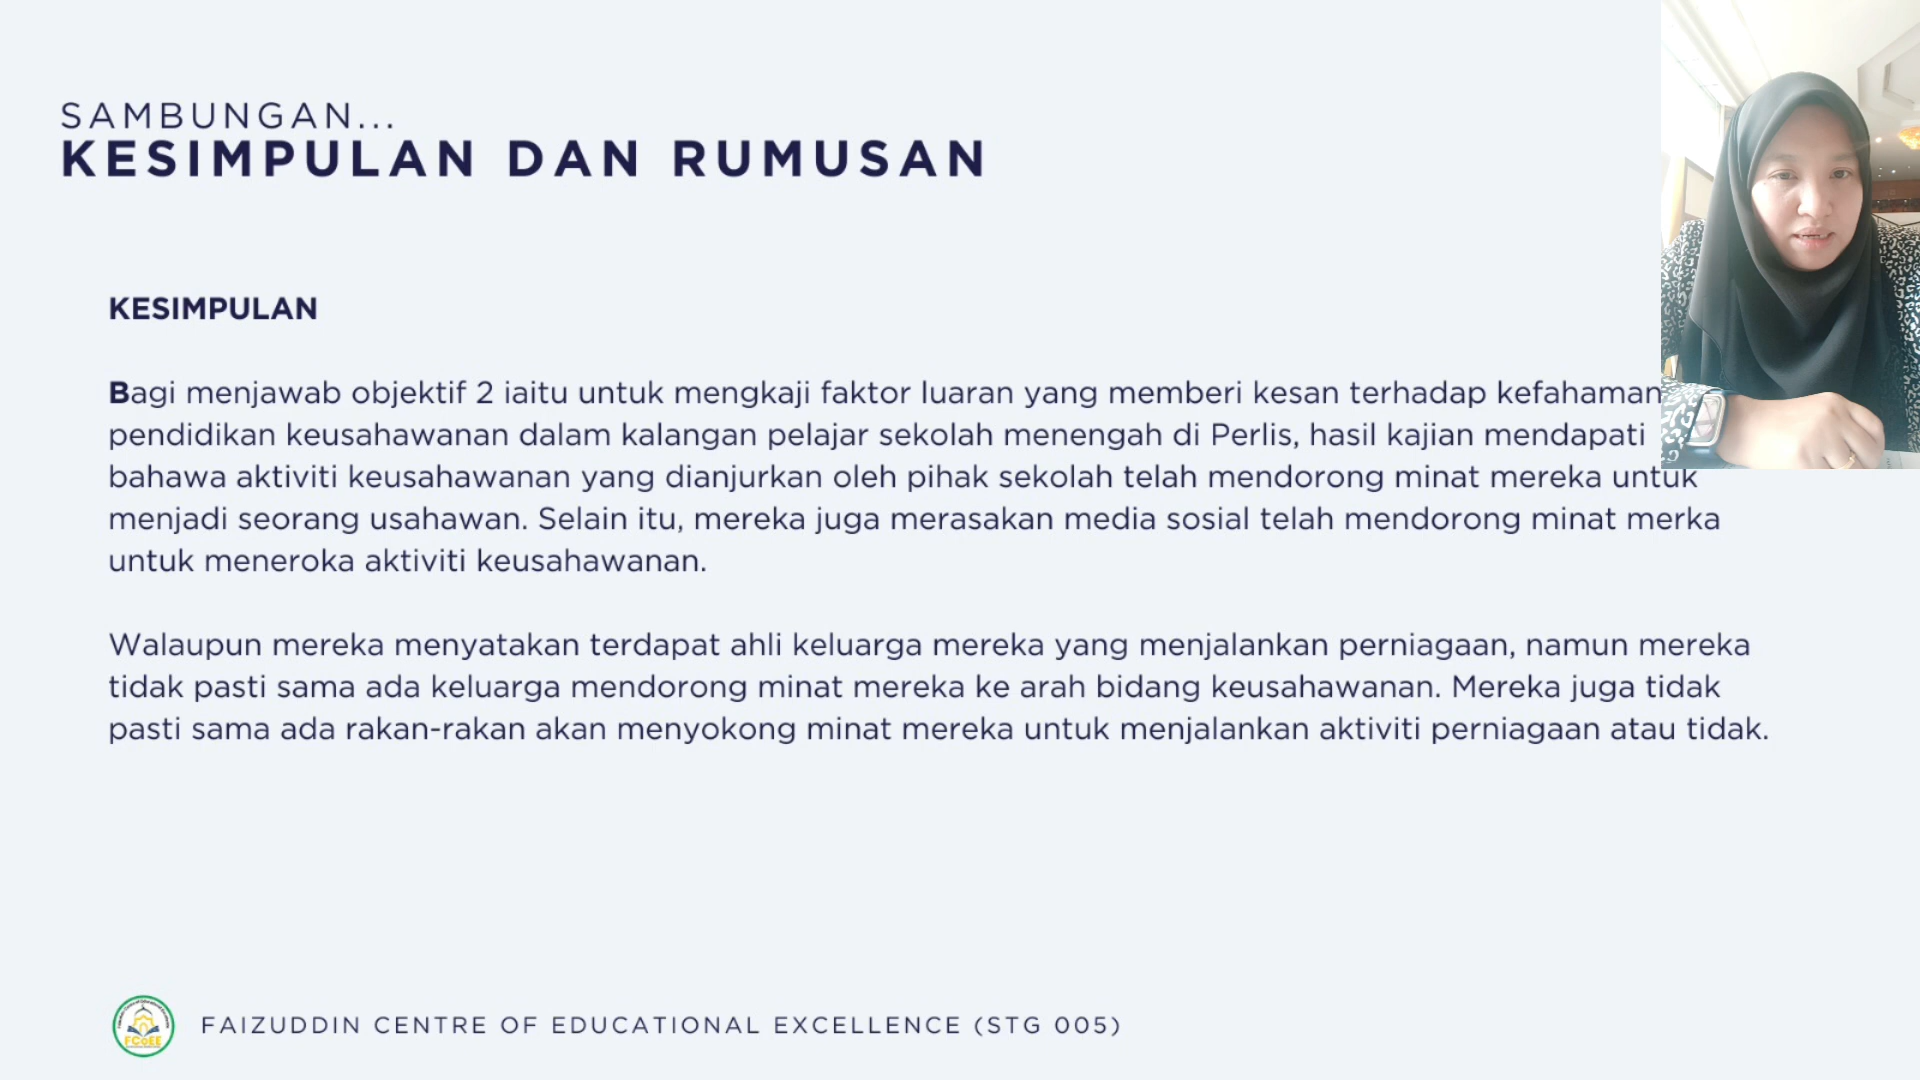 SAMBUNGAN...
KESIMPULAN DAN RUMUSAN
KESIMPULAN
Bagi menjawab objektif 2 iaitu untuk mengkaji faktor luaran yang memberi kesan terhadap kefahaman
pendidikan keusahawanan dalam kalangan pelajar sekolah menengah di Perlis, hasil kajian mendapati
bahawa aktiviti keusahawanan yang dianjurkan oleh pihak sekolah telah mendorong minat mereka untuk
menjadi seorang usahawan. Selain itu, mereka juga merasakan media sosial telah mendorong minat merka
untuk meneroka aktiviti keusahawanan.
Walaupun mereka menyatakan terdapat ahli keluarga mereka yang menjalankan perniagaan, namun mereka
tidak pasti sama ada keluarga mendorong minat mereka ke arah bidang keusahawanan. Mereka juga tidak
pasti sama ada rakan-rakan akan menyokong minat mereka untuk menjalankan aktiviti perniagaan atau tidak.
FCoEE
FAIZUDDIN CENTRE OF EDUCATIONAL EXCELLENCE (STG 005)